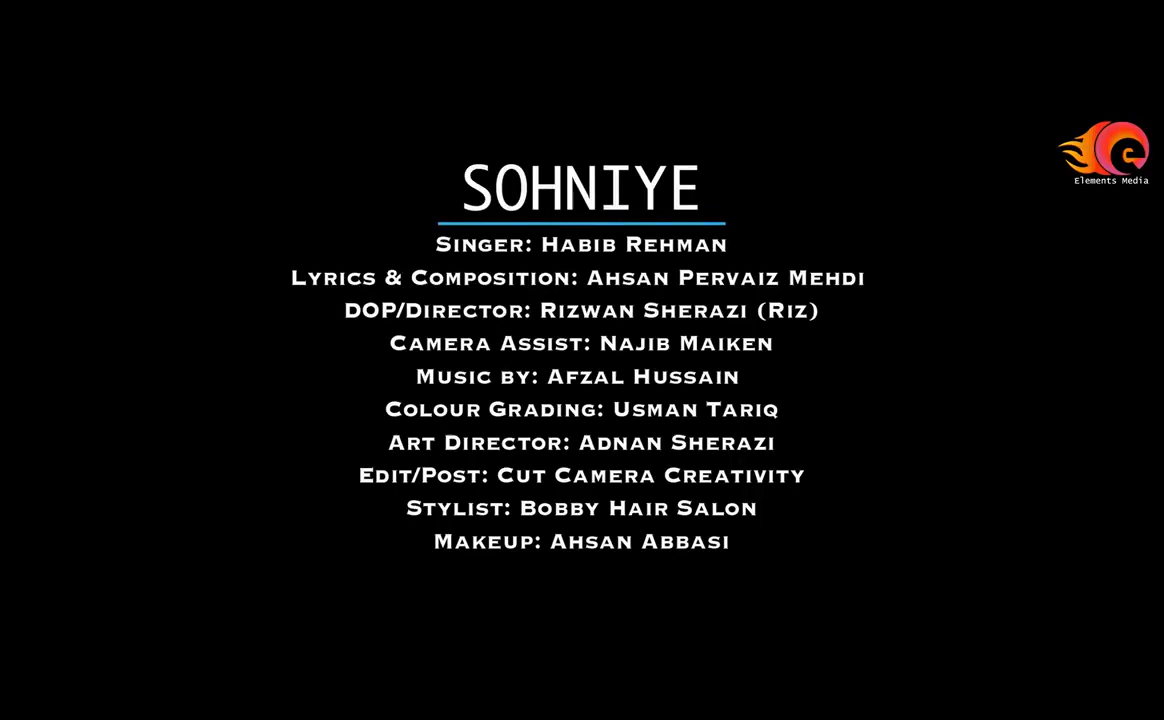 SOHNIYE
Singer: Habib Rehman
Lyrics & Composition: Ahsan Pervaiz Mehdi
DOP/Director: Rizwan Sherazi (Riz)
Camera Assist: Najib Maiken
Music by: Afzal Hussain
Colour Grading: Usman Tariq
Art Director: Adnan Sherazi
Edit/Post: Cut Camera Creativity
Stylist: Bobby Hair Salon
Makeup: Ahsan Abbasi
e
Elements Media